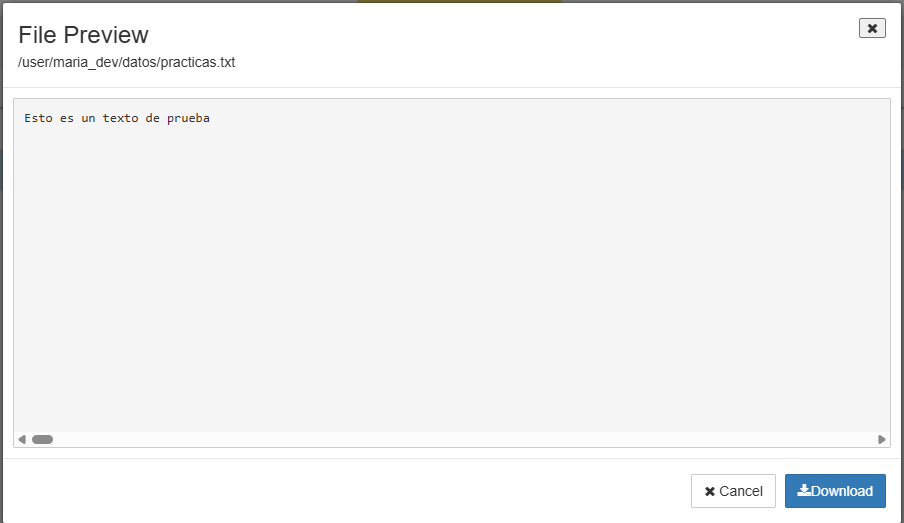 File Preview
/user/maria_dev/datos/practicas.txt
Esto es un texto de prueba
Cancel
Download